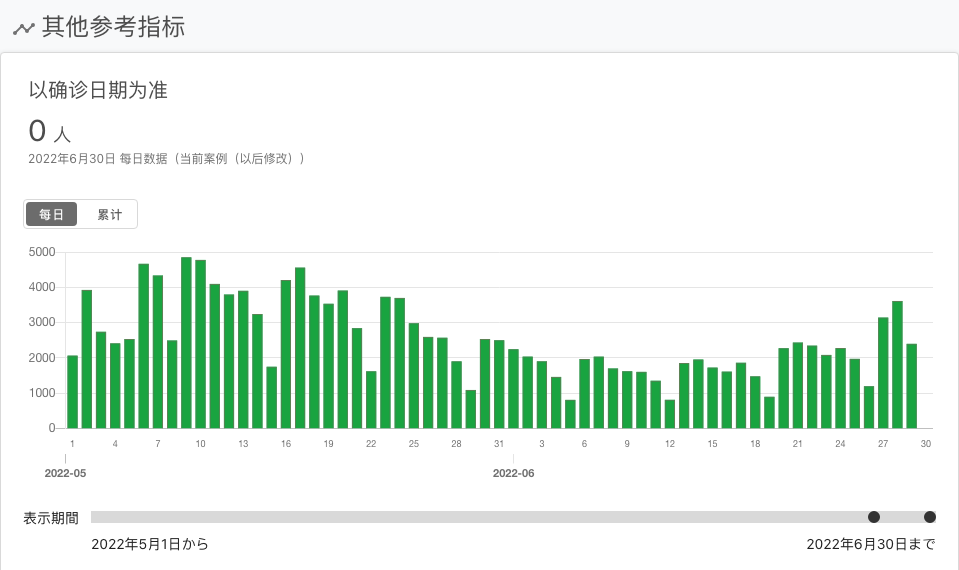 其他参考指标
以确诊日期为准
0 人
2022年6月30日 每日数据（当前案例（以后修改））
每日 累计
5000
4000
3000
2000
1000
0
1 4 7 10 13 16 19 22 25 28 31 3 6 9 12 15 18 21 24 27 30
2022-05 2022-06
表示期間
2022年5月1日から 2022年6月30日まで